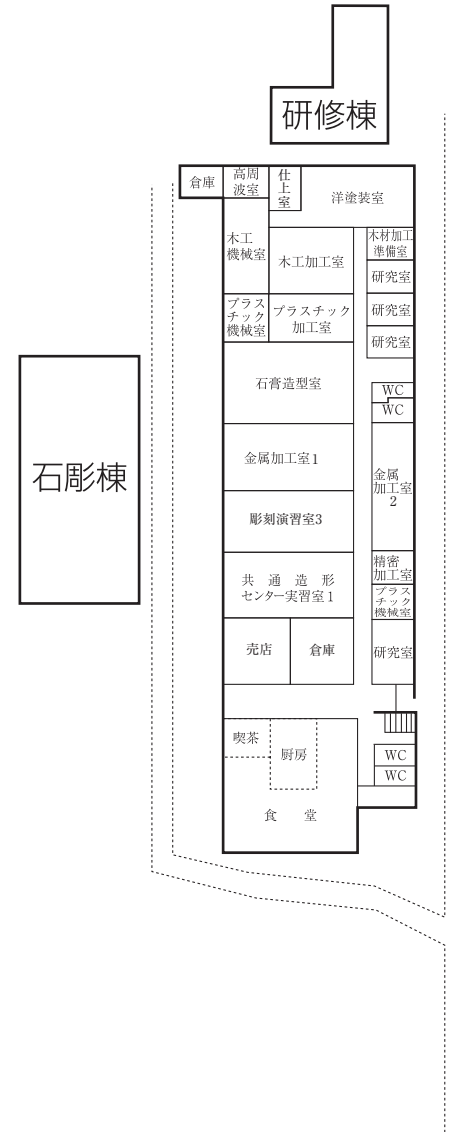 研修棟
倉庫
高周
波室
仕
上
室
洋塗装室
木工
機械室
木工加工室
木材加工
準備室
研究室
研究室
研究室
プラス
チック
機械室
プラスチック
加工室
石膏造型室
WC
WC
金属加工室1
金属
加工室
2
石彫棟
彫刻演習室3
共通造形
センター実習室1
精密
加工室
プラス
チック
機械室
売店
倉庫
研究室
喫茶
厨房
WC
WC
食堂